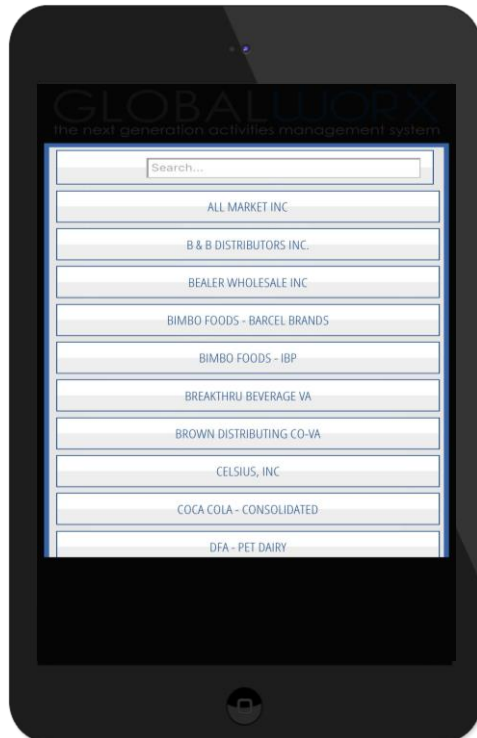 GLOBALWORX
the next generation activities management system
Search...
ALL MARKET INC
B & B DISTRIBUTORS INC.
BEALER WHOLESALE INC
BIMBO FOODS - BARCEL BRANDS
BIMBO FOODS - IBP
BREAKTHRU BEVERAGE VA
BROWN DISTRIBUTING CO-VA
CELSIUS, INC
COCA COLA - CONSOLIDATED
DFA - PET DAIRY